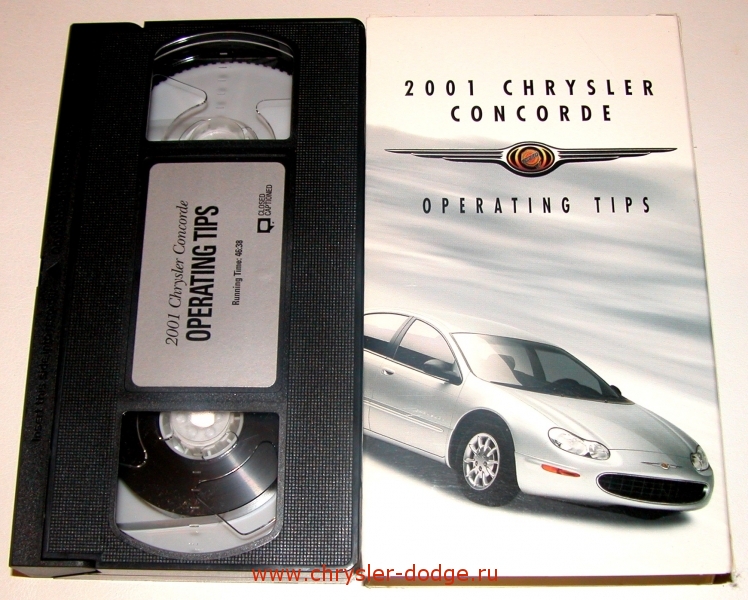 2001 Chrysler Concorde
OPERATING TIPS
Running Time: 46:38
CLOSED
CAPTIONED
2001 CHRYSLER
CONCORDE
OPERATING TIPS
www.chrysler-dodge.ru